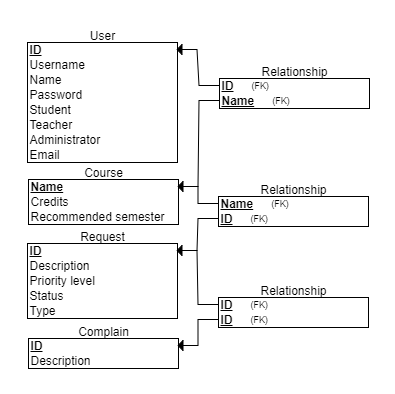 User
ID
Username
Name
Password
Student
Teacher
Administrator
Email
Relationship
ID (FK)
Name (FK)
Course
Name
Credits
Recommended semester
Relationship
Name (FK)
ID (FK)
Request
ID
Description
Priority level
Status
Type
Relationship
ID (FK)
ID (FK)
Complain
ID
Description